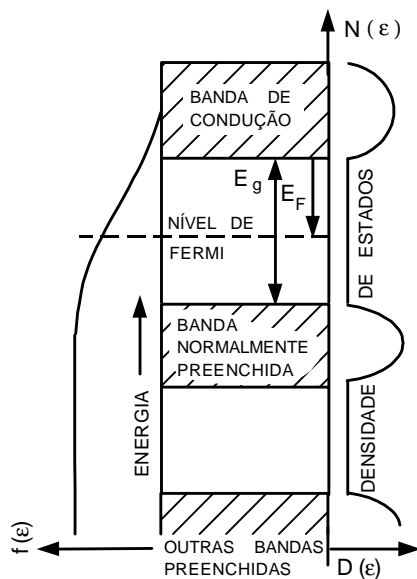 N (ε)
BANDA DE
CONDUÇÃO
E g
E F
NÍVEL DE
FERMI
DE ESTADOS
BANDA
NORMALMENTE
PREENCHIDA
ENERGIA
DENSIDADE
f(ε)
OUTRAS BANDAS
PREENCHIDAS
D (ε)